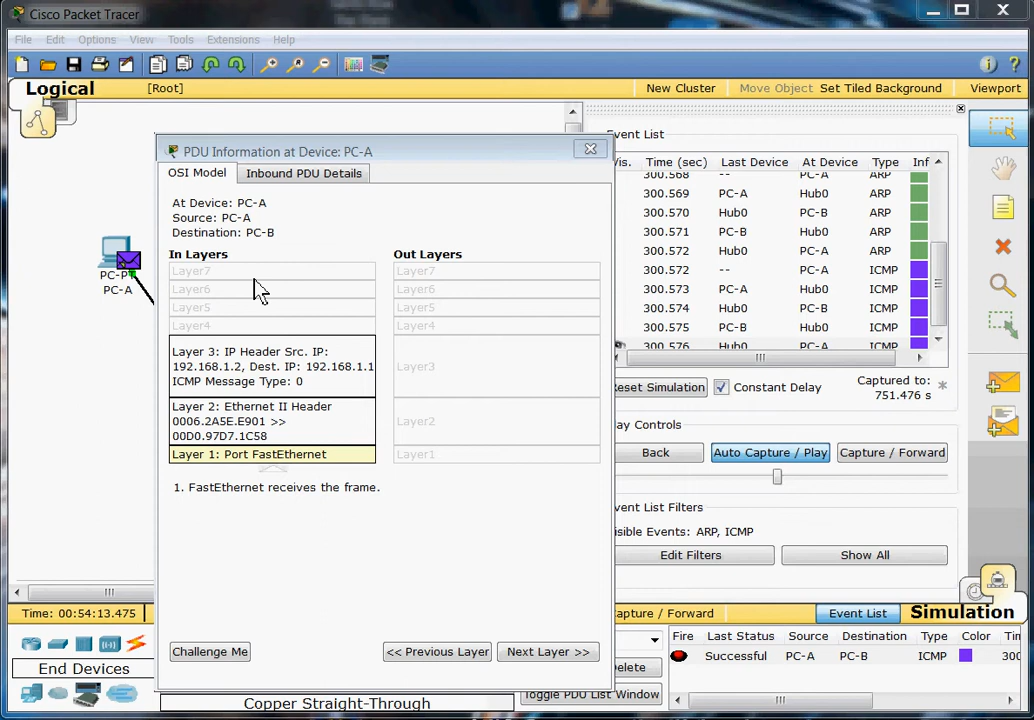 Cisco Packet Tracer
File Edit Options View Tools Extensions Help
Logical [Root] New Cluster Move Object Set Tiled Background Viewport
PDU Information at Device: PC-A
OSI Model Inbound PDU Details
At Device: PC-A
Source: PC-A
Destination: PC-B
In Layers Out Layers
Layer7 Layer7
Layer6 Layer6
Layer5 Layer5
Layer4 Layer4
Layer 3: IP Header Src. IP:
192.168.1.2, Dest. IP: 192.168.1.1
ICMP Message Type: 0
Layer3
Layer 2: Ethernet II Header
0006.2A5E.E901 >>
00D0.97D7.1C58
Layer2
Layer 1: Port FastEthernet Layer1
1. FastEthernet receives the frame.
Challenge Me << Previous Layer Next Layer >>
PC-P
PC-A
Event List
Vis. Time (sec) Last Device At Device Type Inf
300.568 -- PC-A ARP
300.569 PC-A Hub0 ARP
300.570 Hub0 PC-B ARP
300.571 PC-B Hub0 ARP
300.572 Hub0 PC-A ARP
300.572 -- PC-A ICMP
300.573 PC-A Hub0 ICMP
300.574 Hub0 PC-B ICMP
300.575 PC-B Hub0 ICMP
300.576 Hub0 PC-A ICMP
Reset Simulation Constant Delay Captured to:
751.476 s
Play Controls
Back Auto Capture / Play Capture / Forward
Event List Filters
Visible Events: ARP, ICMP
Edit Filters Show All
Time: 00:54:13.475 Capture / Forward Event List Simulation
Fire Last Status Source Destination Type Color
Successful PC-A PC-B ICMP
Delete
Toggle PDU List Window
End Devices
Copper Straight-Through